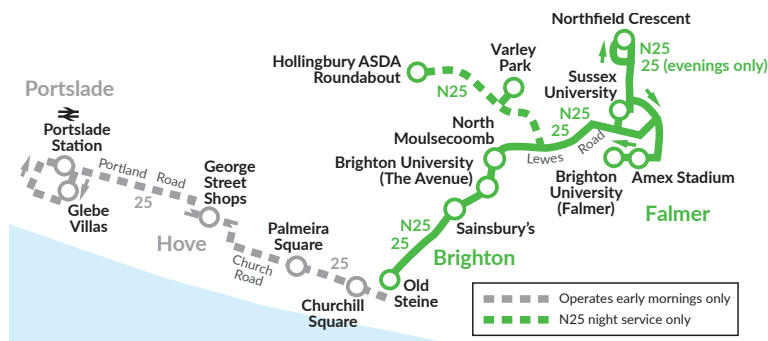 Northfield Crescent
N25
25 (evenings only)
Varley
Park
Hollingbury ASDA
Roundabout
N25
Sussex
University
N25
25
Portslade
Portslade
Station
North
Moulsecoomb
Lewes Road
Brighton University
(The Avenue)
Portland Road
25
George
Street
Shops
Brighton
University
(Falmer)
Amex Stadium
Falmer
Glebe
Villas
Hove
Palmeira
Square
N25
25
Sainsbury's
Church
Road
25
Brighton
Old
Steine
Churchill
Square
Operates early mornings only
N25 night service only